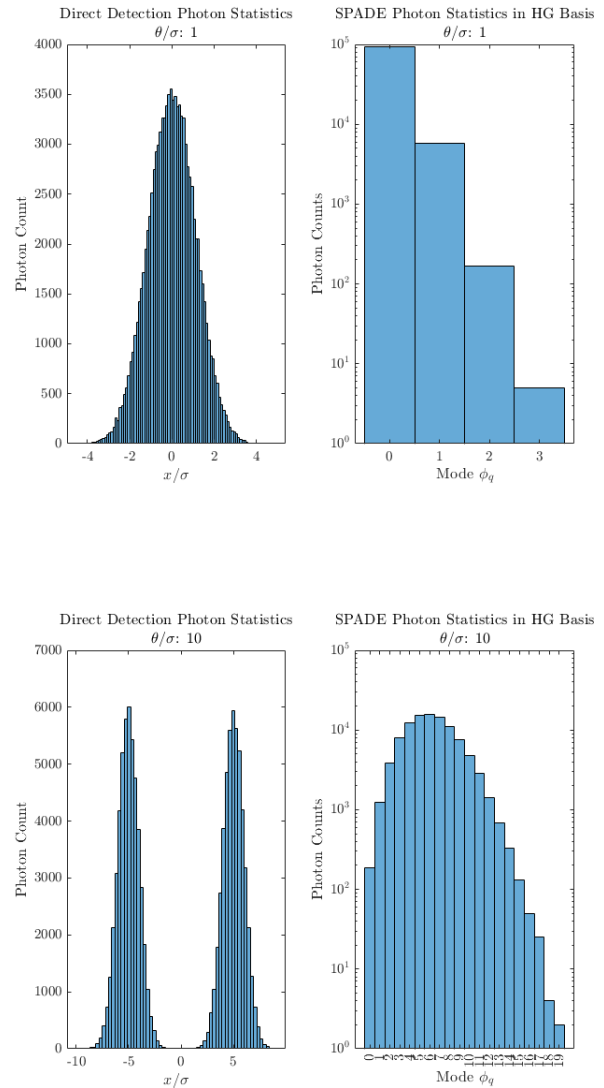 Direct Detection Photon Statistics
θ/σ: 1
4000
3500
3000
2500
2000
1500
1000
500
0
Photon Count
-4 -2 0 2 4
x/σ
SPADE Photon Statistics in HG Basis
θ/σ: 1
10^5
10^4
10^3
10^2
10^1
10^0
Photon Counts
0 1 2 3
Mode ϕ_q
Direct Detection Photon Statistics
θ/σ: 10
7000
6000
5000
4000
3000
2000
1000
0
Photon Count
-10 -5 0 5
x/σ
SPADE Photon Statistics in HG Basis
θ/σ: 10
10^5
10^4
10^3
10^2
10^1
10^0
Photon Counts
0 1 2 3 4 5 6 7 8 9 10 11 12 13 14 15 16 17 18 19
Mode ϕ_q